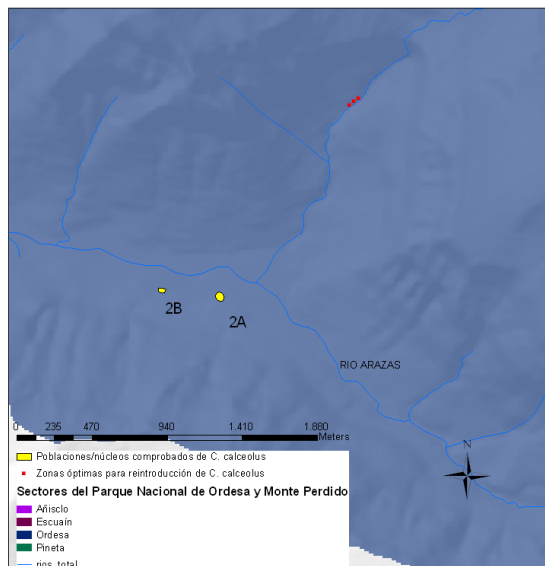 2B
2A
RIO ARAZAS
0 235 470 940 1.410 1.880
Meters
N
Poblaciones/núcleos comprobados de C. calceolus
Zonas óptimas para reintroducción de C. calceolus
Sectores del Parque Nacional de Ordesa y Monte Perdido
Añisclo
Escuaín
Ordesa
Pineta
rios_total